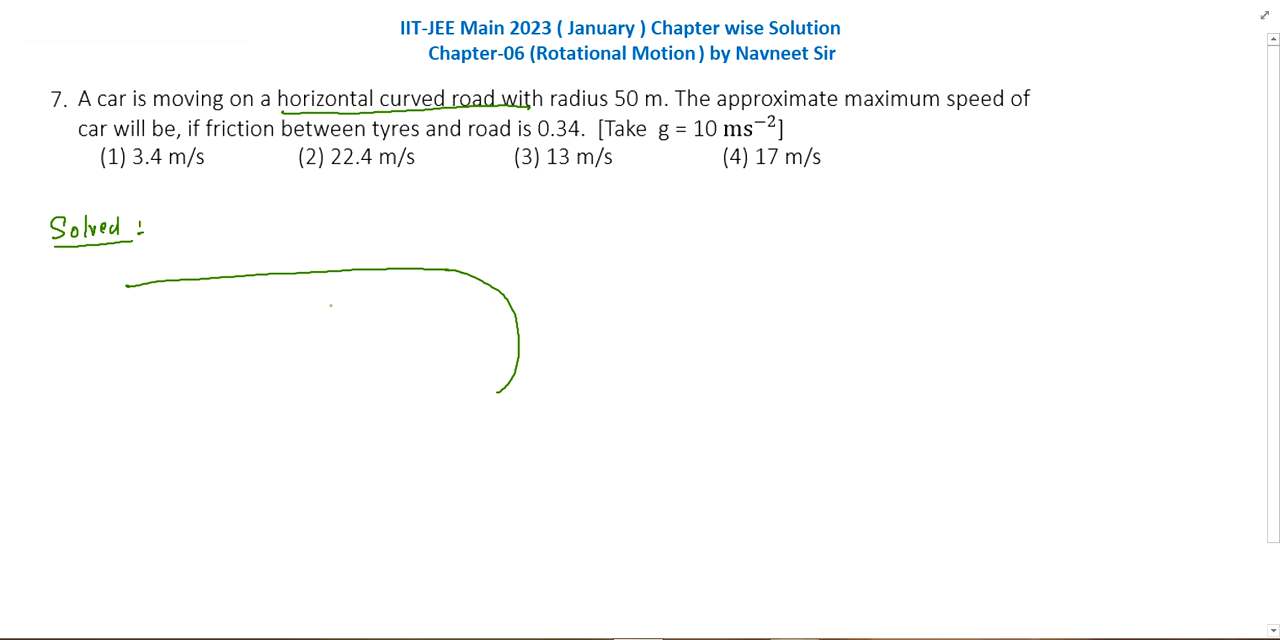 IIT-JEE Main 2023 ( January ) Chapter wise Solution
Chapter-06 (Rotational Motion) by Navneet Sir
7. A car is moving on a horizontal curved road with radius 50 m. The approximate maximum speed of
car will be, if friction between tyres and road is 0.34. [Take g = 10 ms⁻²]
(1) 3.4 m/s (2) 22.4 m/s (3) 13 m/s (4) 17 m/s
Solved :